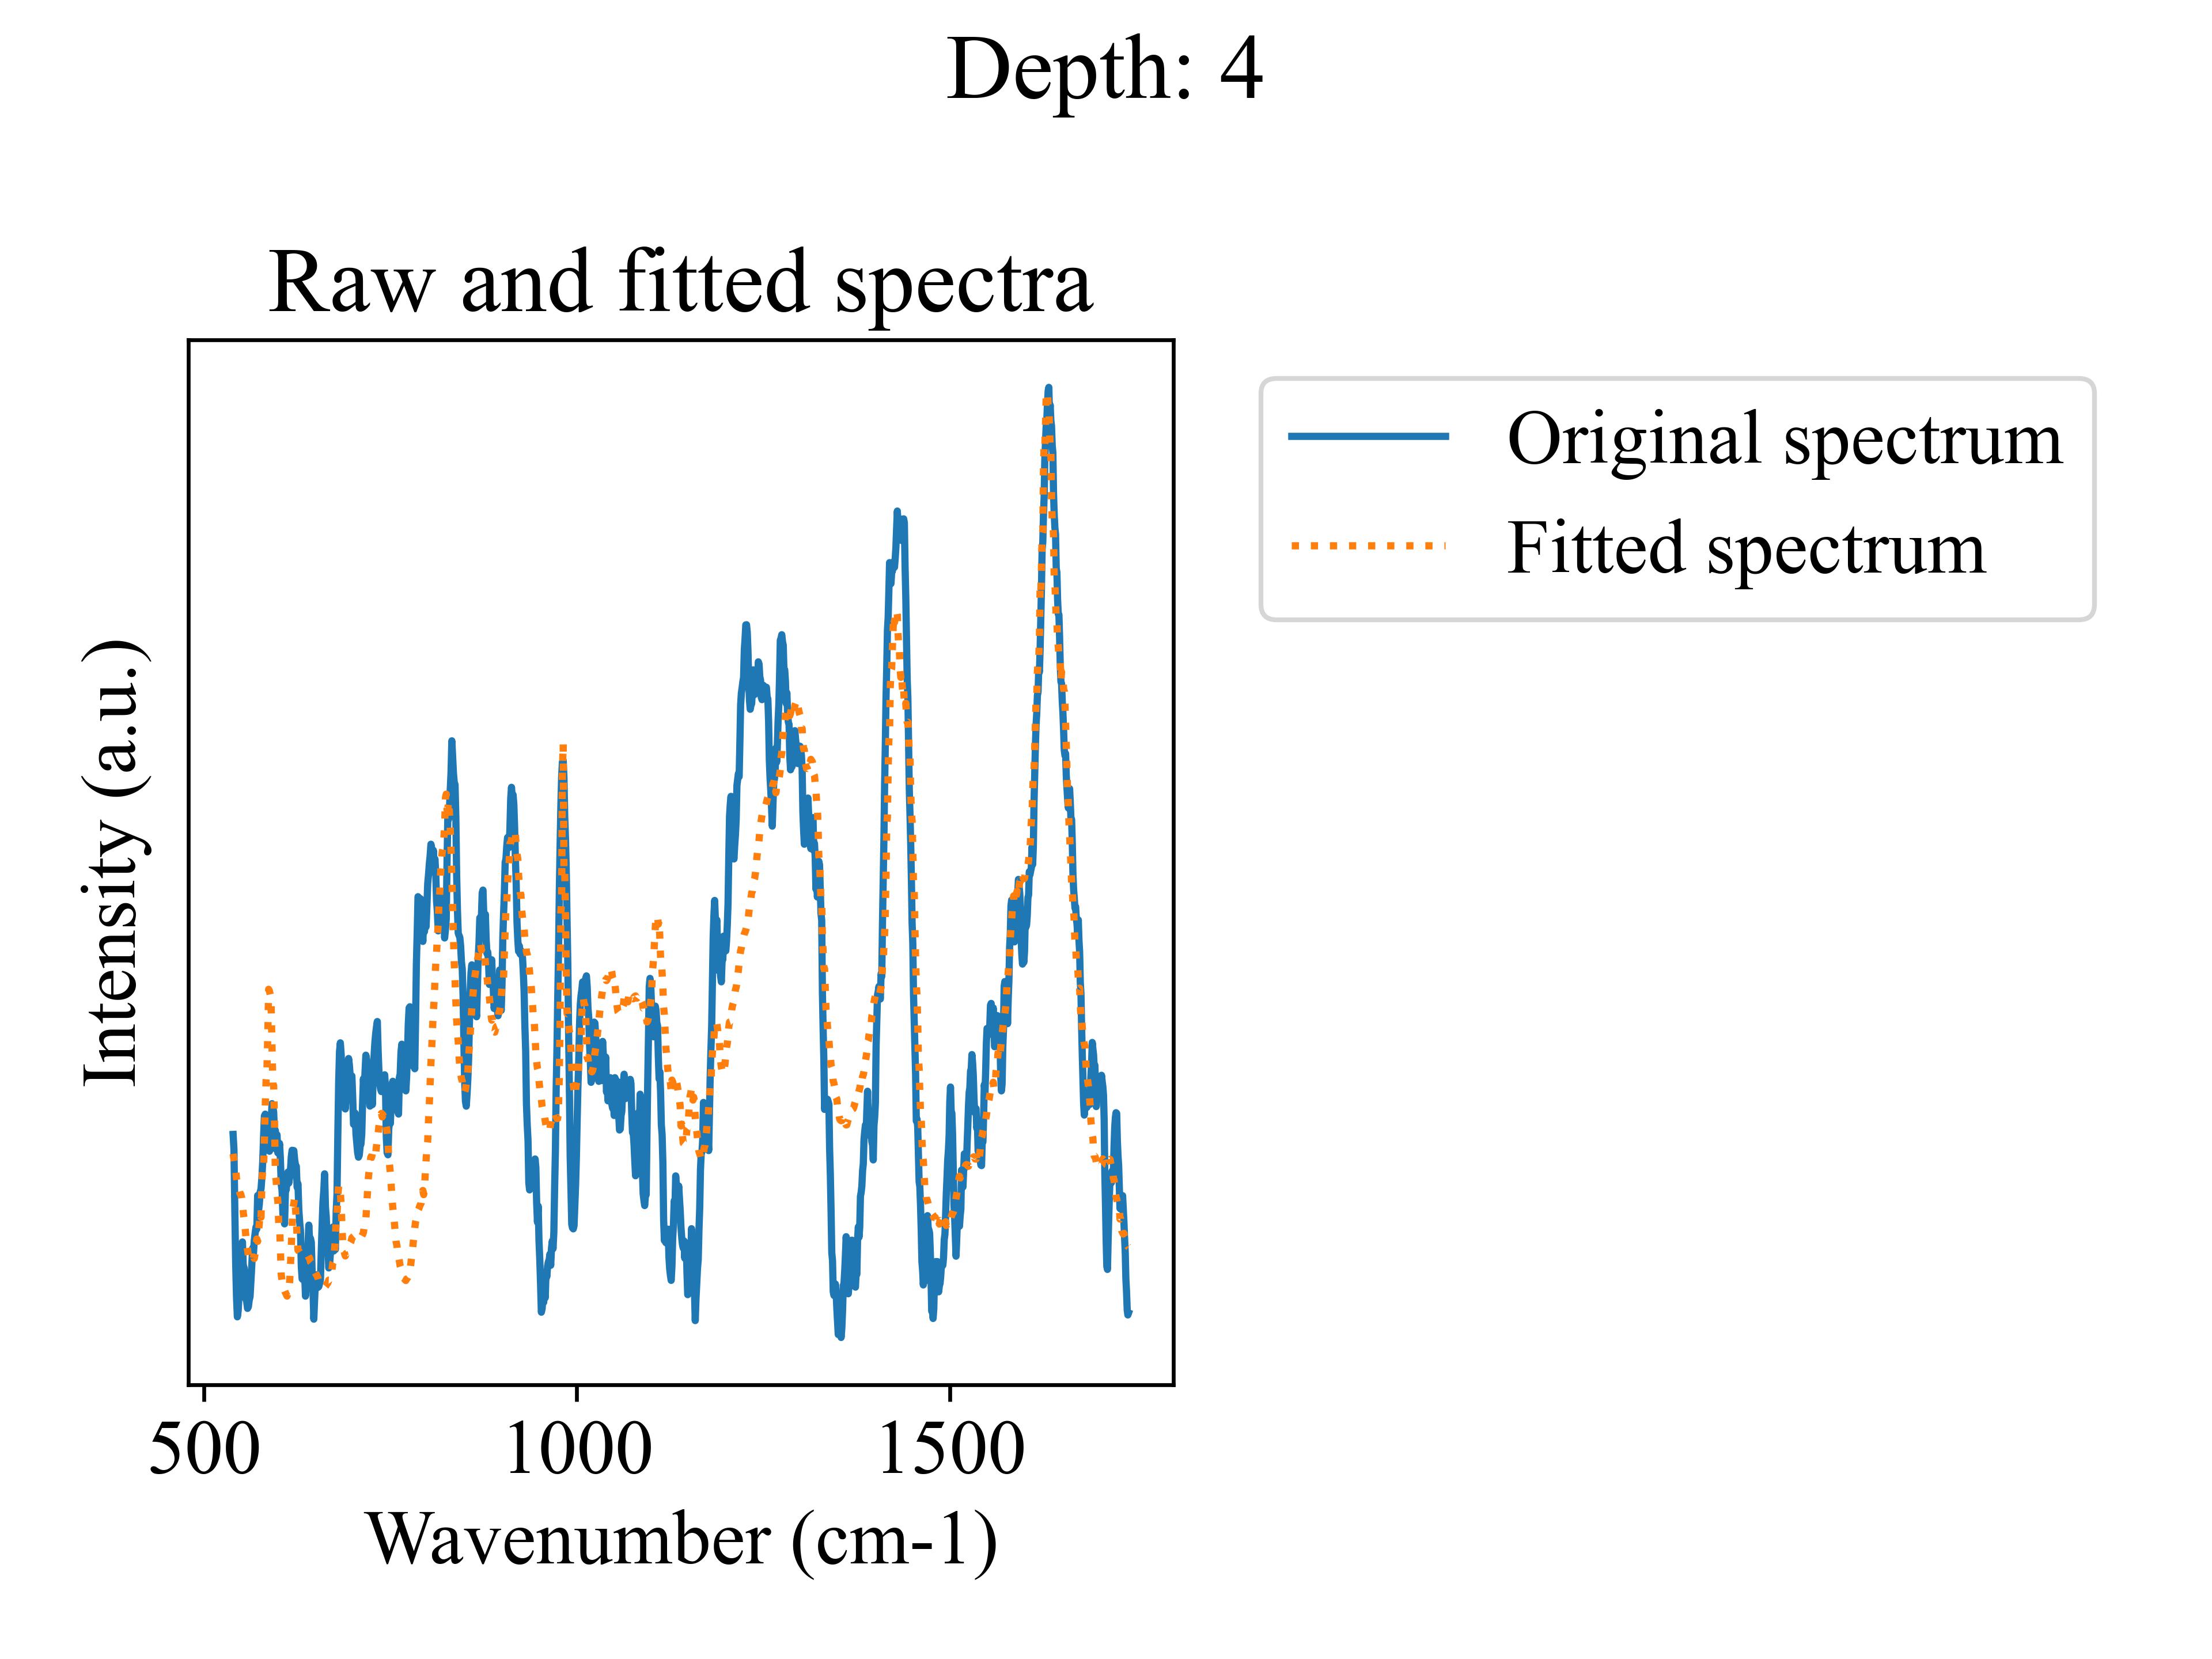 Depth: 4
Raw and fitted spectra
Original spectrum
Fitted spectrum
Intensity (a.u.)
500 1000 1500
Wavenumber (cm-1)